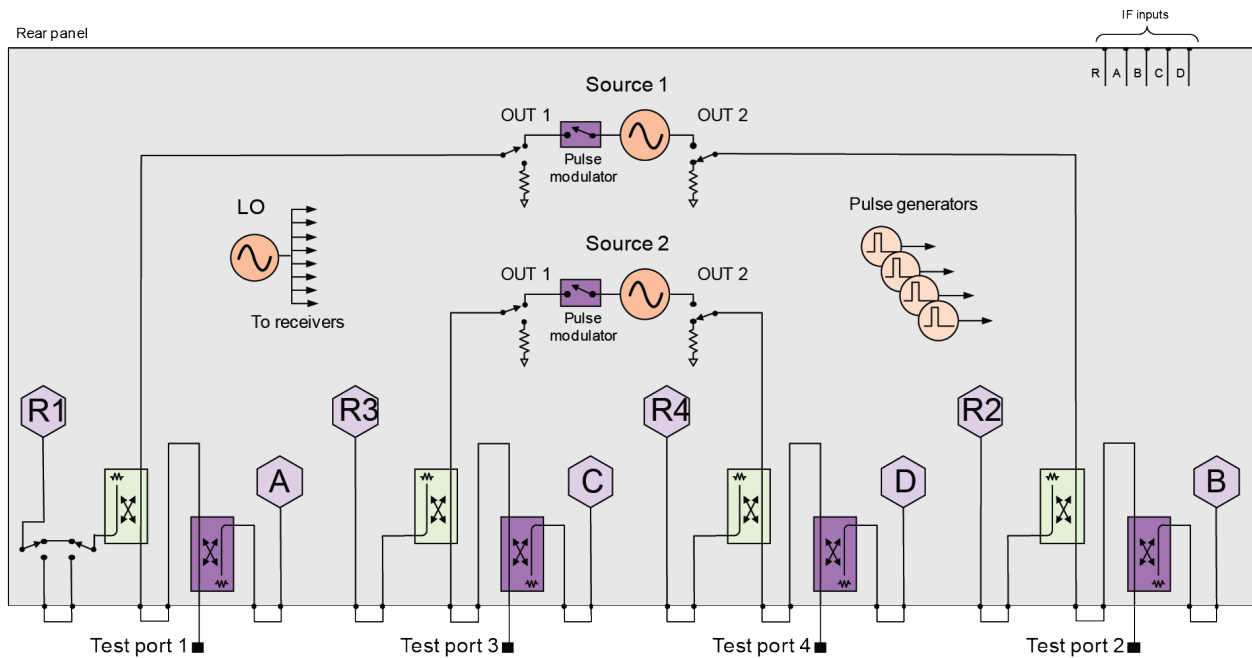 IF inputs
Rear panel
R A B C D
Source 1
OUT 1
OUT 2
Pulse
modulator
LO
Pulse generators
Source 2
OUT 1
OUT 2
To receivers
Pulse
modulator
R1
R3
R4
R2
A
C
D
B
Test port 1
Test port 3
Test port 4
Test port 2